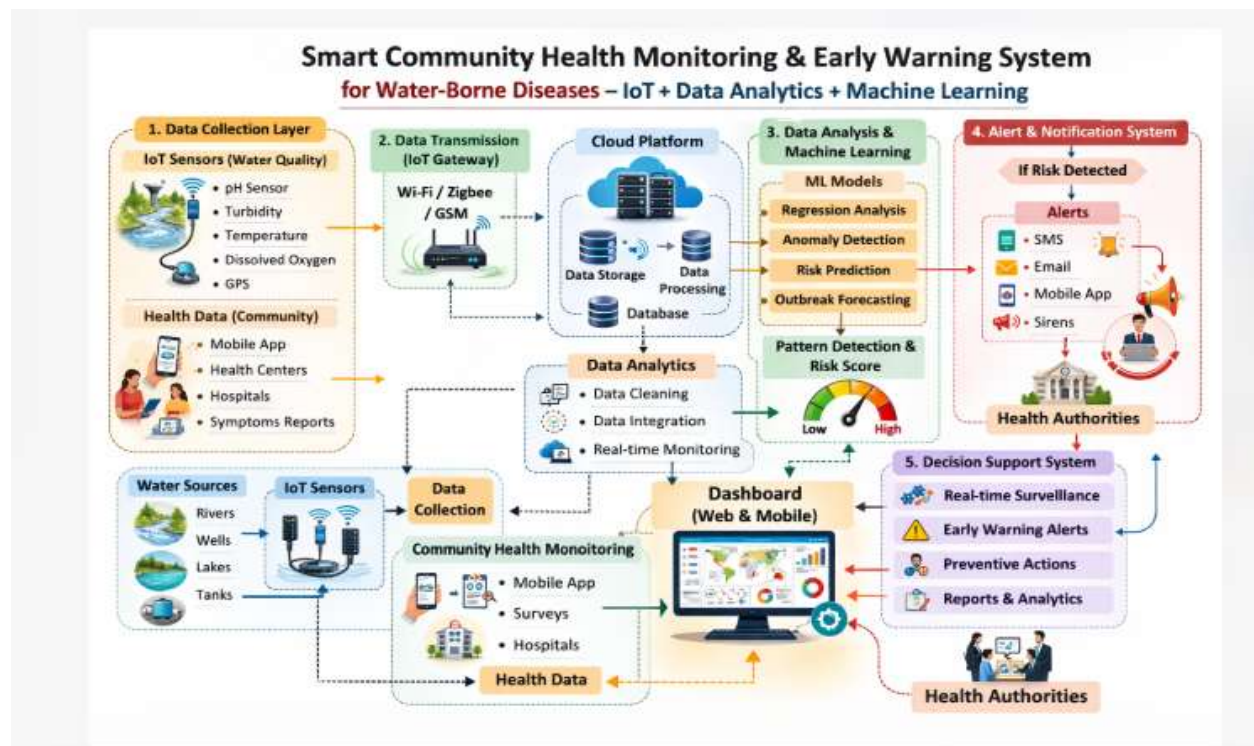 Smart Community Health Monitoring & Early Warning System
for Water-Borne Diseases – IoT + Data Analytics + Machine Learning
1. Data Collection Layer
IoT Sensors (Water Quality)
• pH Sensor
• Turbidity
• Temperature
• Dissolved Oxygen
• GPS
Health Data (Community)
• Mobile App
• Health Centers
• Hospitals
• Symptoms Reports
2. Data Transmission
(IoT Gateway)
Wi-Fi / Zigbee
/ GSM
Cloud Platform
Data Storage
Data
Processing
Database
Data Analytics
• Data Cleaning
• Data Integration
• Real-time Monitoring
3. Data Analysis &
Machine Learning
ML Models
Regression Analysis
Anomaly Detection
Risk Prediction
Outbreak Forecasting
Pattern Detection &
Risk Score
Low
High
4. Alert & Notification System
If Risk Detected
Alerts
• SMS
• Email
• Mobile App
• Sirens
Health Authorities
Water Sources
Rivers
Wells
Lakes
Tanks
IoT Sensors
Data
Collection
Community Health Monoitoring
• Mobile App
• Surveys
• Hospitals
Health Data
Dashboard
(Web & Mobile)
5. Decision Support System
Real-time Survelllance
Early Warning Alerts
Preventive Actions
Reports & Analytics
Health Authorities